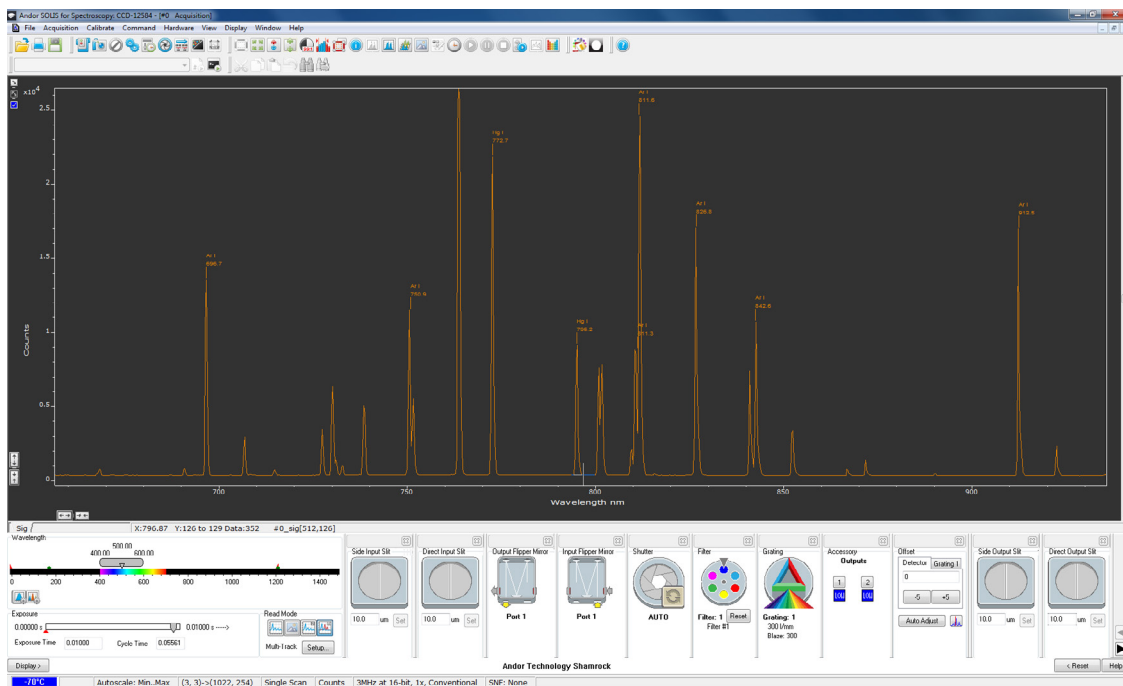 Andor SOLIS for Spectroscopy: CCD-12584 - [#0 Acquisition]
File Acquisition Calibrate Command Hardware View Display Window Help
x10^4
2.5
2
1.5
1
0.5
0
Counts
Ar I
696.7
Ar I
750.9
Hg I
772.7
Hg I
Ar I
811.8
Ar I
811.3
Ar I
826.9
Ar I
842.8
Ar I
912.8
700
750
800
850
900
Wavelength nm
Sig
X:796.87 Y:126 to 129 Data:352 #0_sig[512,126]
Wavelength
500.00
400.00 600.00
0 200 400 600 800 1000 1200 1400
Exposure
0.00000 s
0.01000 s ---->
Exposure Time 0.01000 Cyclo Time 0.05561
Read Mode
Multi-Track Setup...
Side Input Slit
10.0 um Set
Direct Input Slit
10.0 um Set
Output Flipper Mirror
Port 1
Input Flipper Mirror
Port 1
Shutter
AUTO
Filter
Filter: 1 Reset
Filter #1
Grating
Grating: 1
300 l/mm
Blaze: 300
Accessory
Outputs
1 2
LOW LOW
Offset
Detector Grating 1
0
-5 +5
Auto Adjust
Side Output Slit
10.0 um Set
Direct Output Slit
10.0 um Set
Display >
Andor Technology Shamrock
< Reset Help
-70°C Autoscale: Min..Max (3, 3)->(1022, 254) Single Scan Counts 3MHz at 16-bit, 1x, Conventional SNF: None